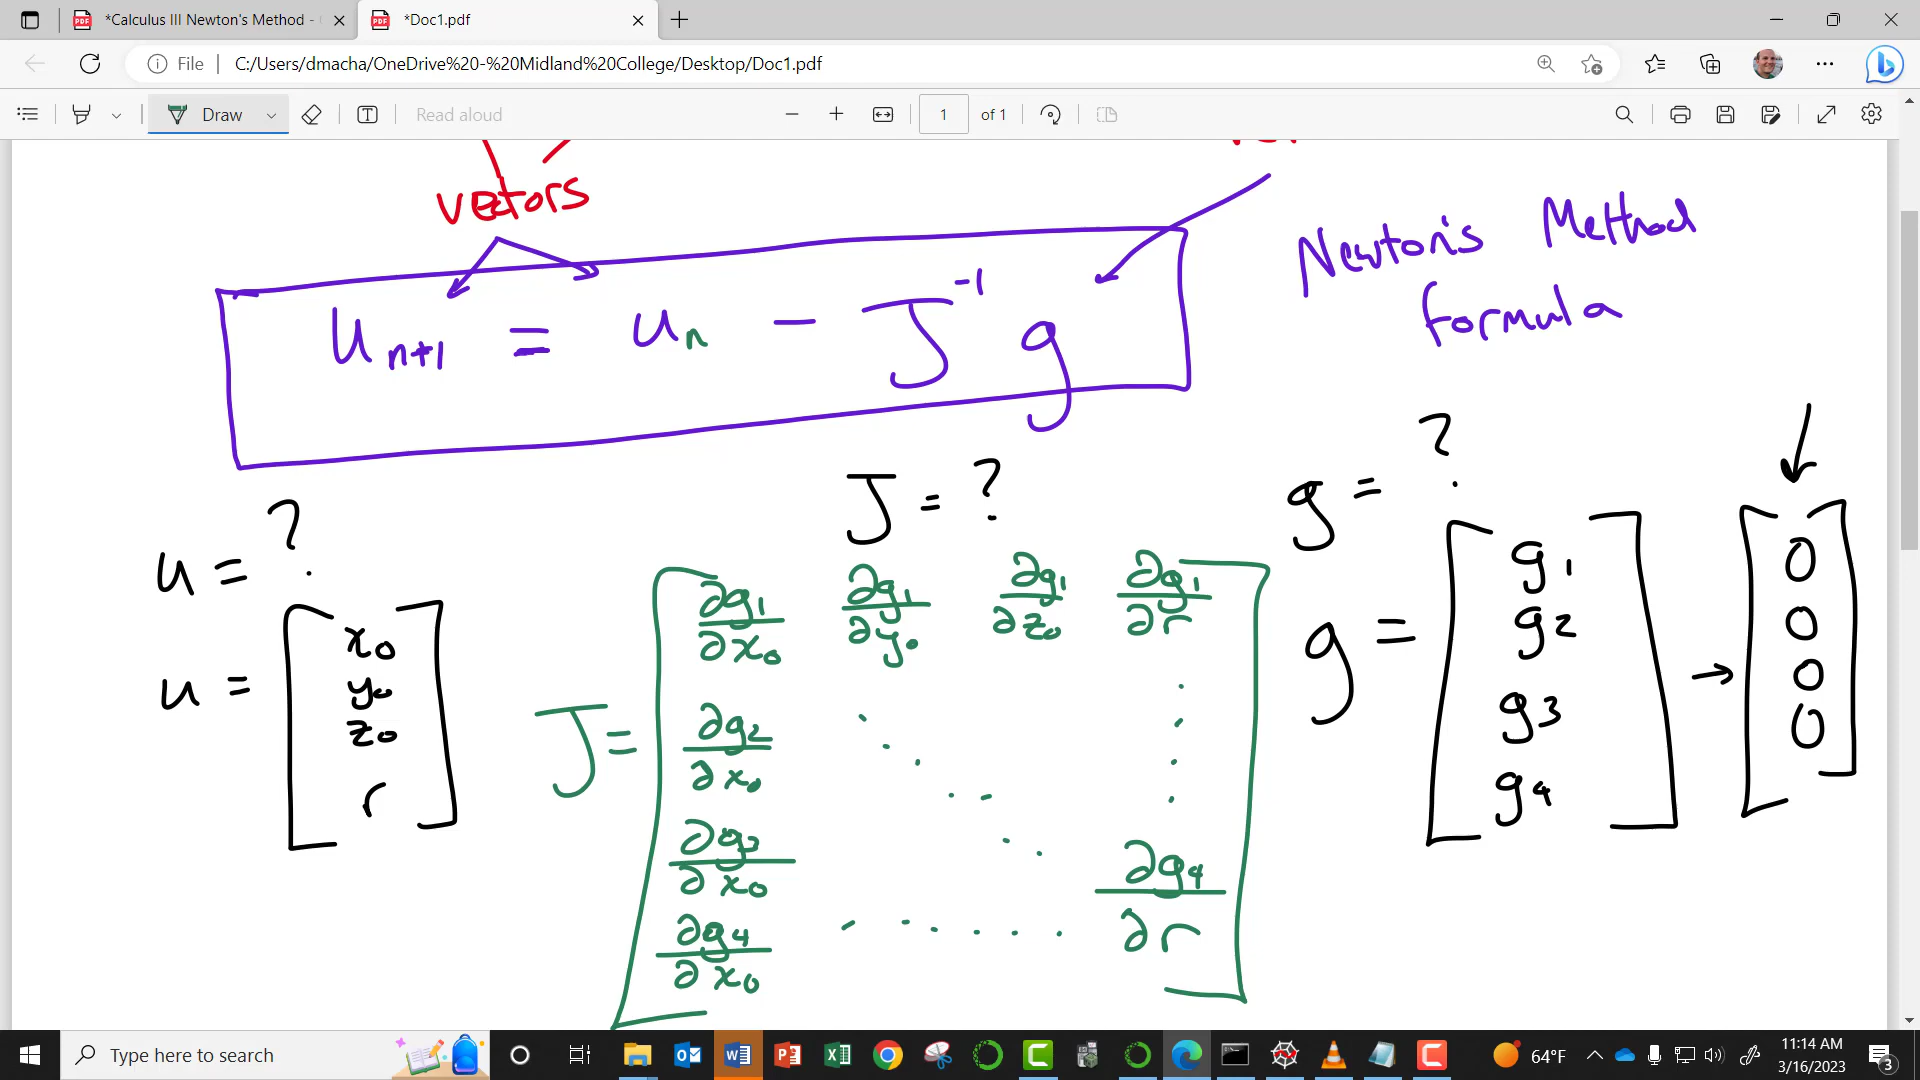 *Calculus III Newton's Method -
*Doc1.pdf
File
C:/Users/dmacha/OneDrive%20-%20Midland%20College/Desktop/Doc1.pdf
Draw
Read aloud
1
of 1
vectors
Newton's Method
formula
u n+1 = u n - J -1 g
u = ?
J = ?
g = ?
u = [ x0 y0 z0 r ]
J = [ ∂g1/∂x0 ∂g1/∂y0 ∂g1/∂z0 ∂g1/∂r
∂g2/∂x0
∂g3/∂x0
∂g4/∂x0 ...... ∂g4/∂r ]
g = [ g1 g2 g3 g4 ] → [ 0 0 0 0 ]
Type here to search
64°F
11:14 AM
3/16/2023
3